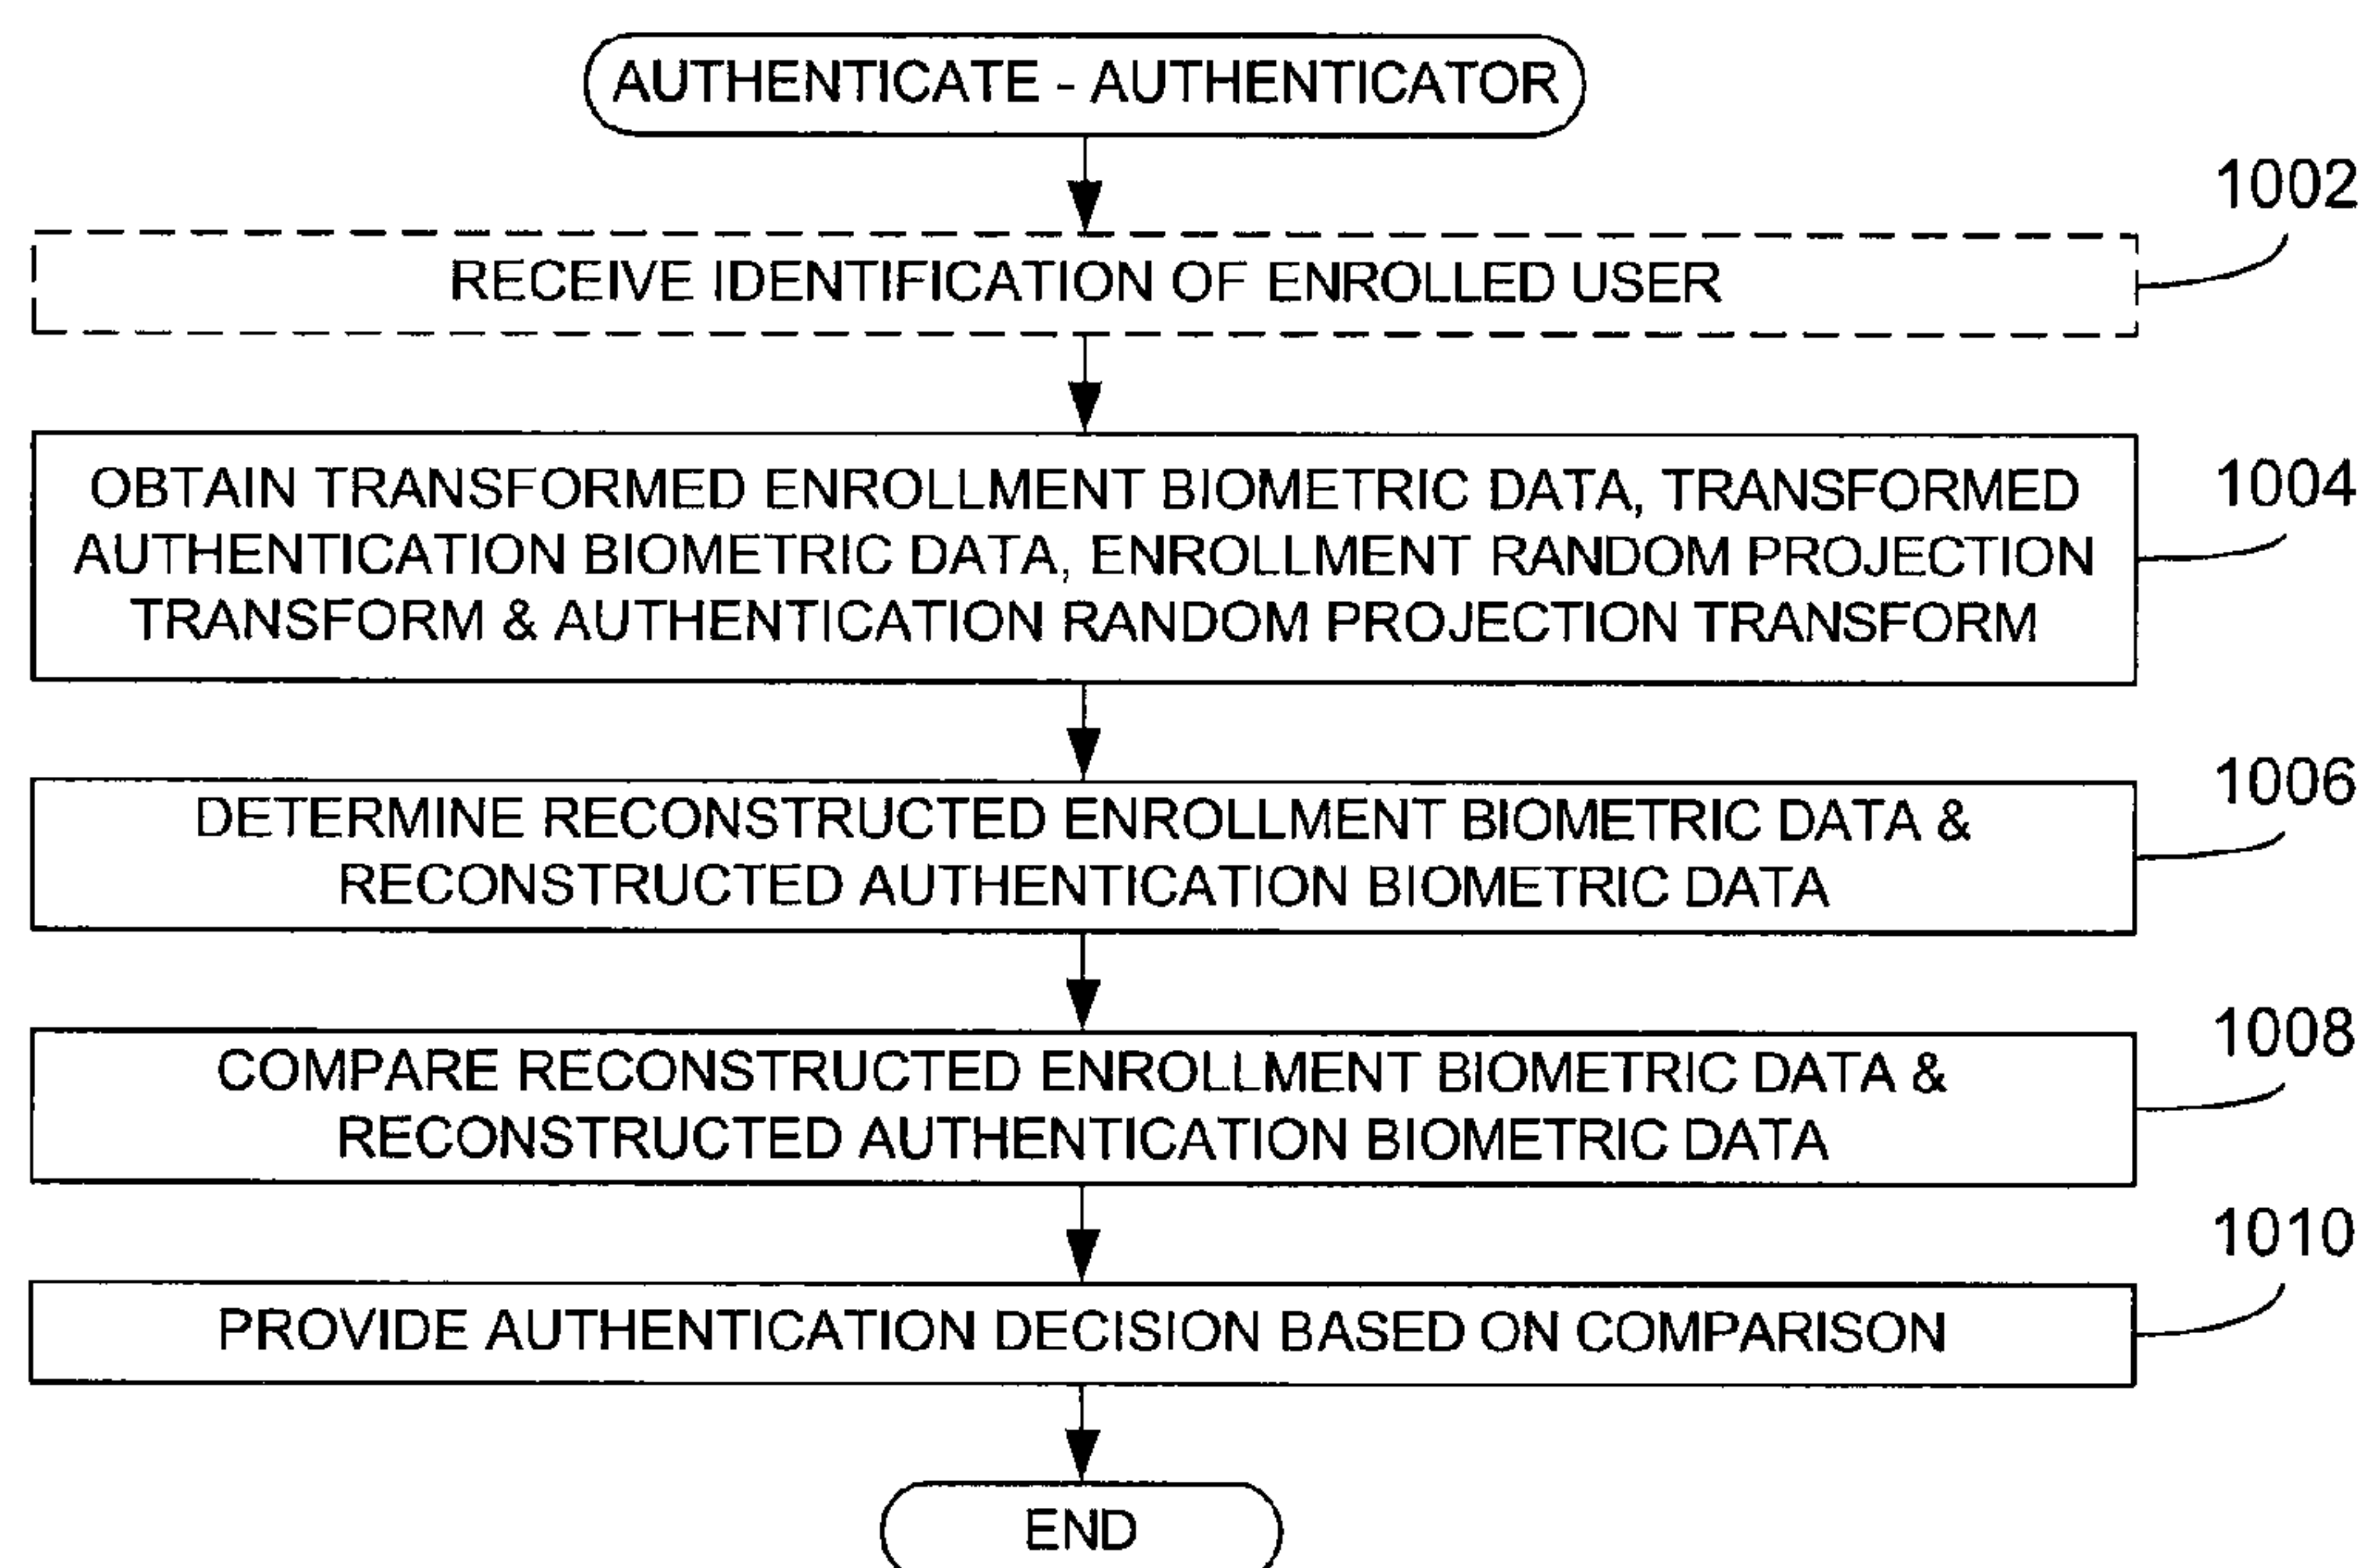 AUTHENTICATE - AUTHENTICATOR
1002
RECEIVE IDENTIFICATION OF ENROLLED USER
1004
OBTAIN TRANSFORMED ENROLLMENT BIOMETRIC DATA, TRANSFORMED
AUTHENTICATION BIOMETRIC DATA, ENROLLMENT RANDOM PROJECTION
TRANSFORM & AUTHENTICATION RANDOM PROJECTION TRANSFORM
1006
DETERMINE RECONSTRUCTED ENROLLMENT BIOMETRIC DATA &
RECONSTRUCTED AUTHENTICATION BIOMETRIC DATA
1008
COMPARE RECONSTRUCTED ENROLLMENT BIOMETRIC DATA &
RECONSTRUCTED AUTHENTICATION BIOMETRIC DATA
1010
PROVIDE AUTHENTICATION DECISION BASED ON COMPARISON
END